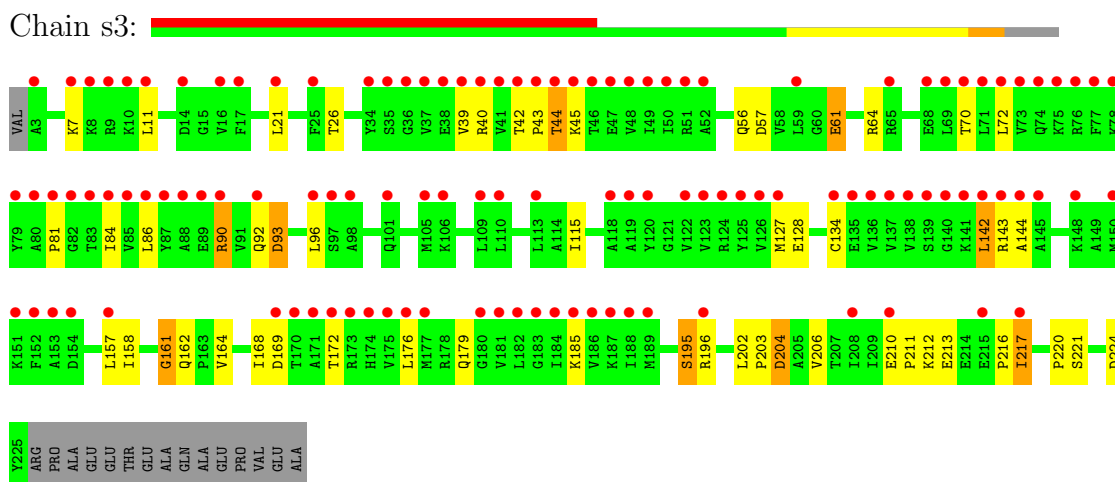 Chain s3:
VAL A3 K7 K8 R9 K10 L11 D14 G15 V16 F17 L21 F25 T26 Y34 S35 G36 V37 E38 V39 R40 V41 T42 P43 T44 K45 T46 E47 V48 I49 I50 R51 A52 Q56 D57 V58 L59 G60 E61 R64 R65 E68 L69 T70 L71 L72 V73 Q74 K75 R76 F77 K78
Y79 A80 P81 G82 T83 I84 V85 L86 Y87 A88 E89 R90 V91 Q92 D93 L96 S97 A98 Q101 M105 K106 L109 L110 L113 A114 I115 A118 A119 Y120 G121 V122 V123 R124 Y125 V126 M127 E128 C134 E135 V136 V137 V138 S139 G140 K141 L142 R143 A144 A145 K148 A149 M150
K151 F152 A153 D154 L157 I158 G161 Q162 P163 V164 I168 D169 T170 A171 T172 R173 H174 V175 L176 M177 R178 Q179 G180 V181 L182 G183 I184 K185 V186 K187 I188 M189 S195 R196 L202 P203 D204 A205 V206 T207 I208 I209 E210 P211 K212 E213 E214 E215 P216 I217 P220 S221
Y225 ARG PRO ALA GLU GLU THR GLU ALA GLN ALA GLU PRO VAL GLU ALA